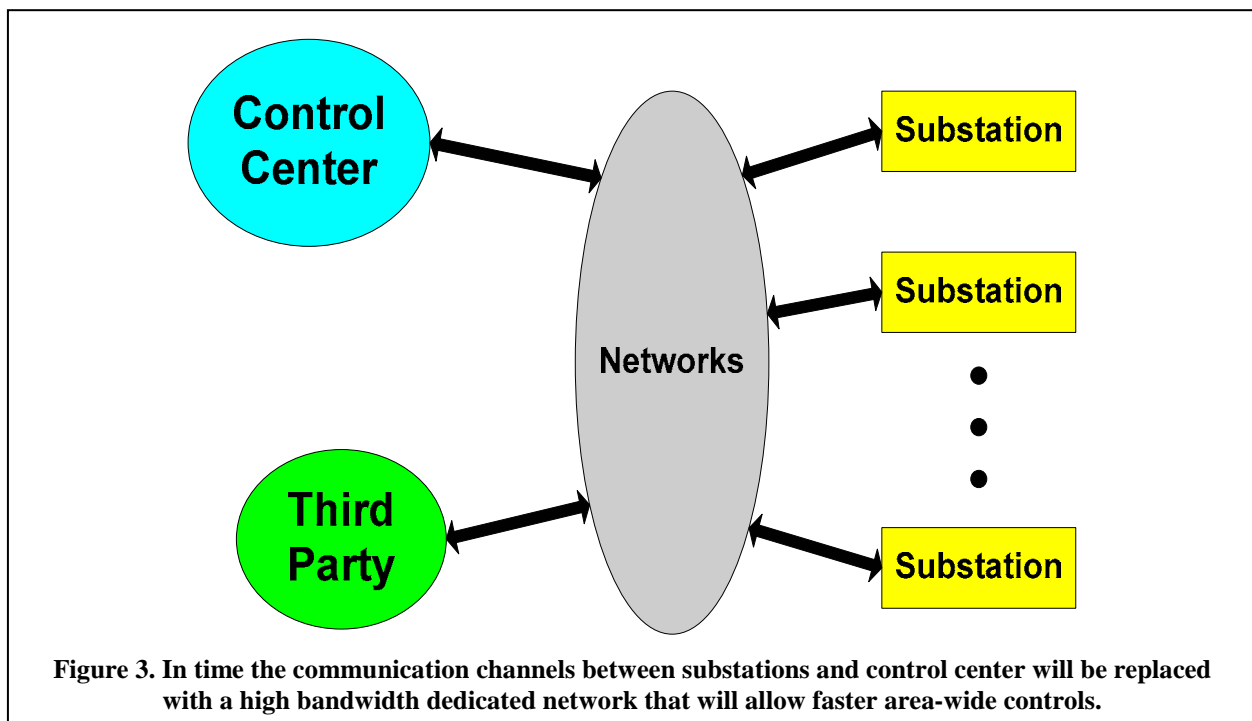 Control
Center
Substation
Substation
Networks
Third
Party
Substation
Figure 3. In time the communication channels between substations and control center will be replaced
with a high bandwidth dedicated network that will allow faster area-wide controls.